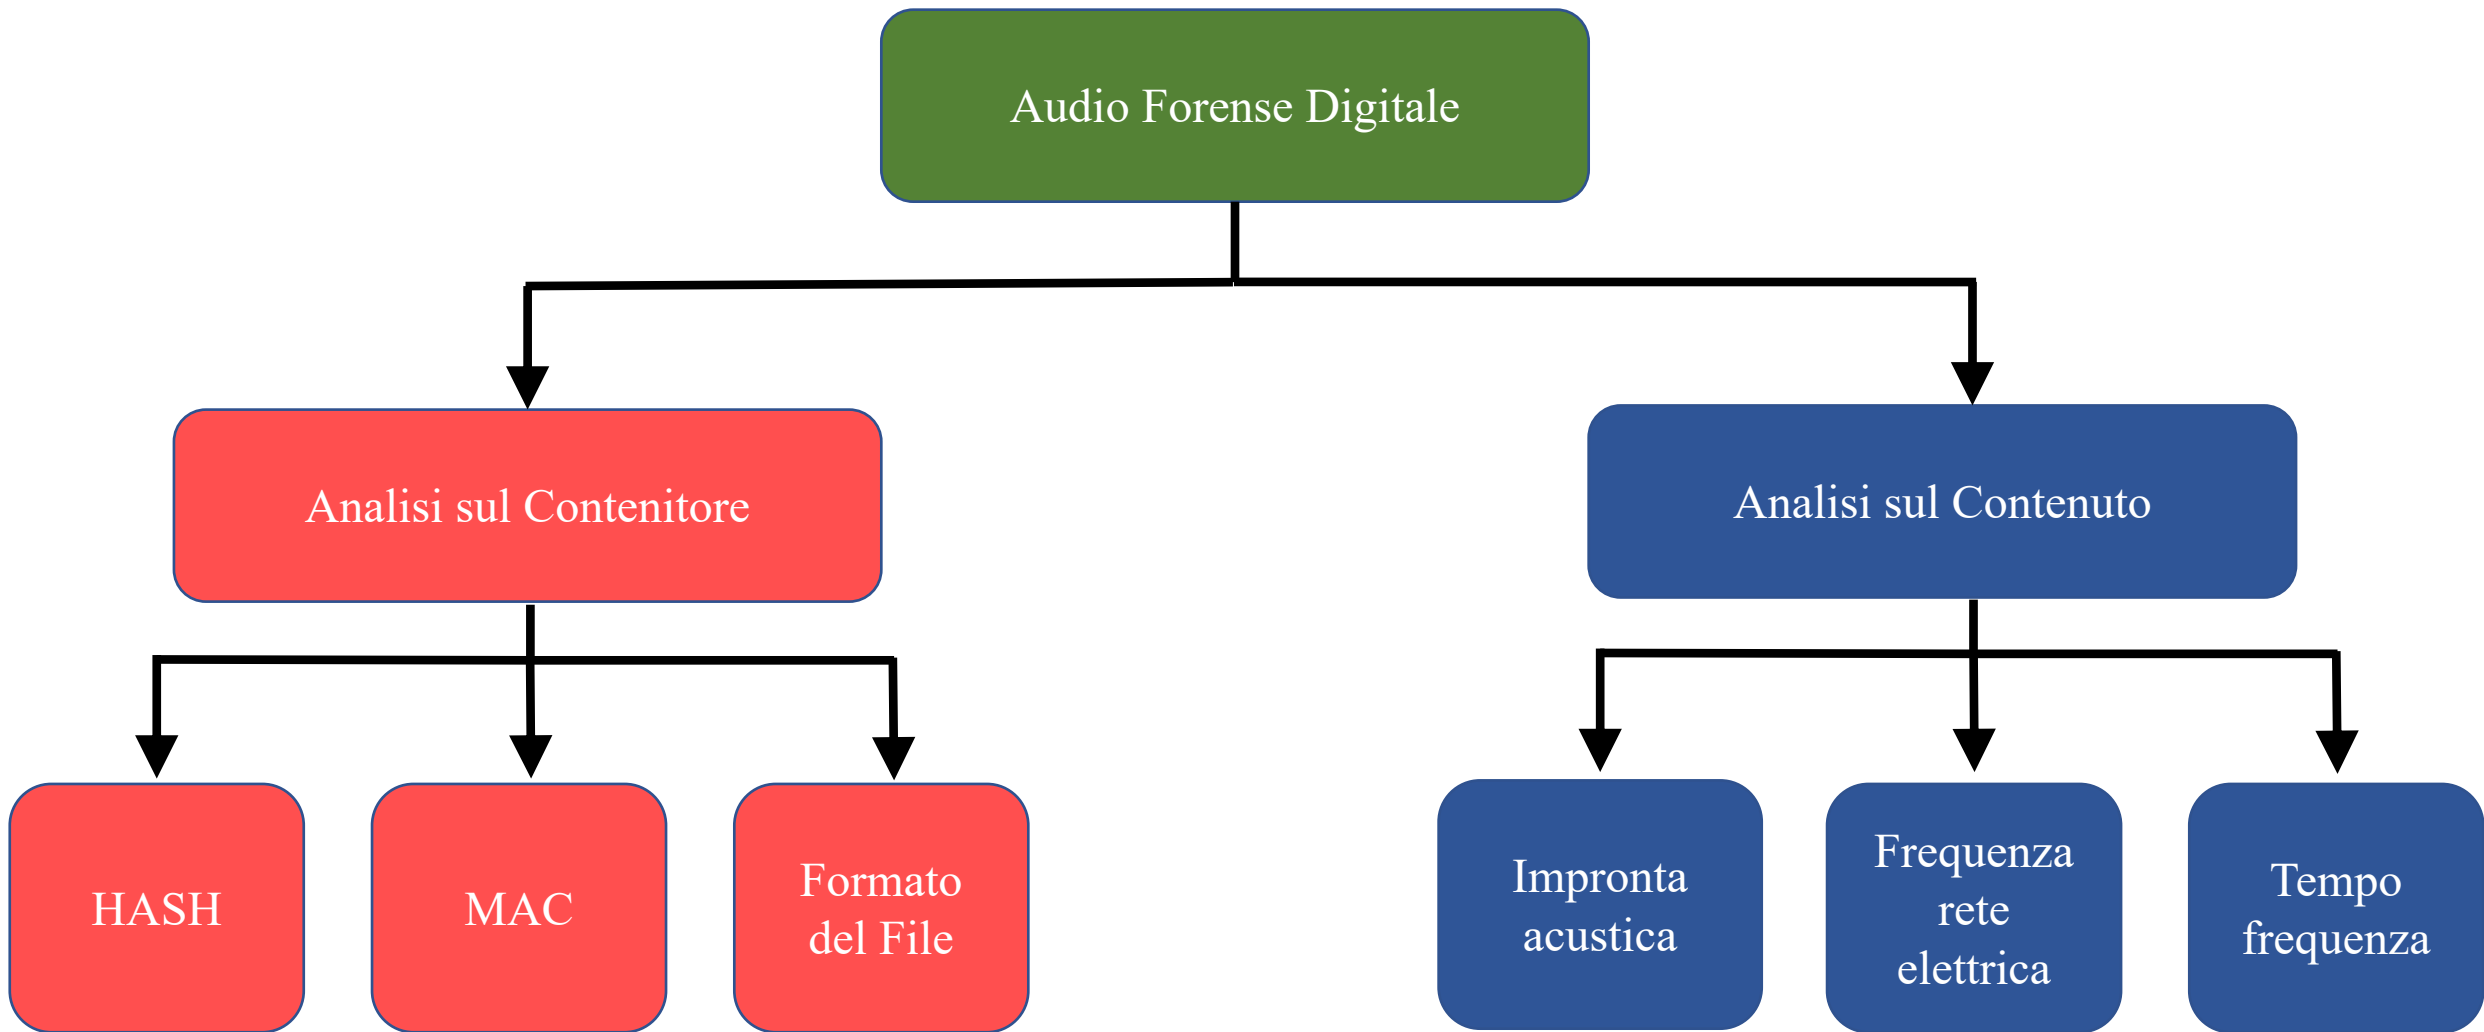 Audio Forense Digitale
Analisi sul Contenitore
Analisi sul Contenuto
HASH
MAC
Formato
del File
Impronta
acustica
Frequenza
rete
elettrica
Tempo
frequenza